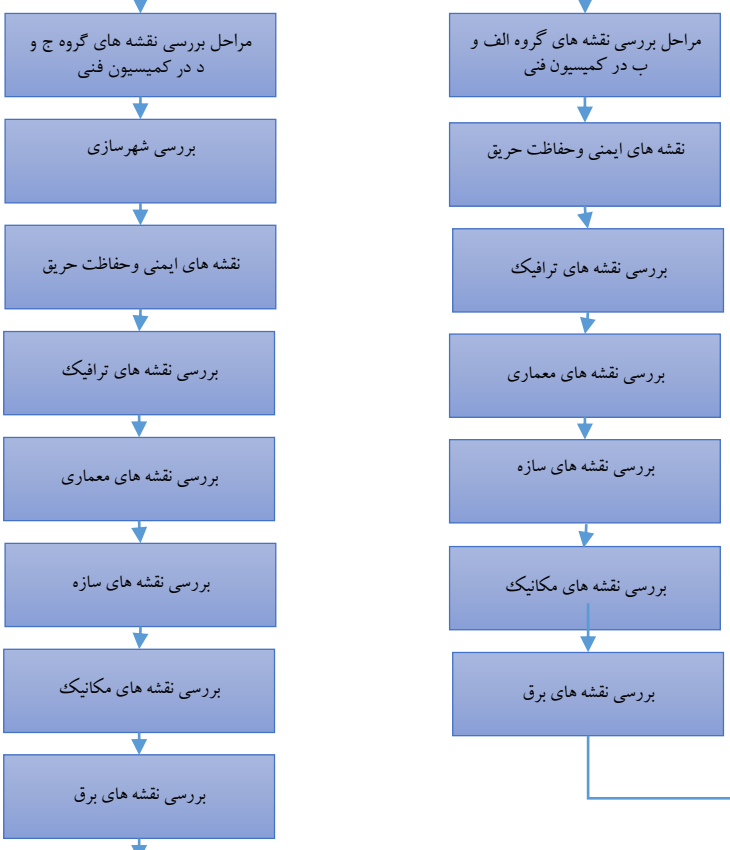 مراحل بررسی نقشه های گروه الف و
ب در کمیسیون فنی
نقشه های ایمنی وحفاظت حریق
بررسی نقشه های ترافیک
بررسی نقشه های معماری
بررسی نقشه های سازه
بررسی نقشه های مکانیک
بررسی نقشه های برق
مراحل بررسی نقشه های گروه ج و
د در کمیسیون فنی
بررسی شهرسازی
نقشه های ایمنی وحفاظت حریق
بررسی نقشه های ترافیک
بررسی نقشه های معماری
بررسی نقشه های سازه
بررسی نقشه های مکانیک
بررسی نقشه های برق